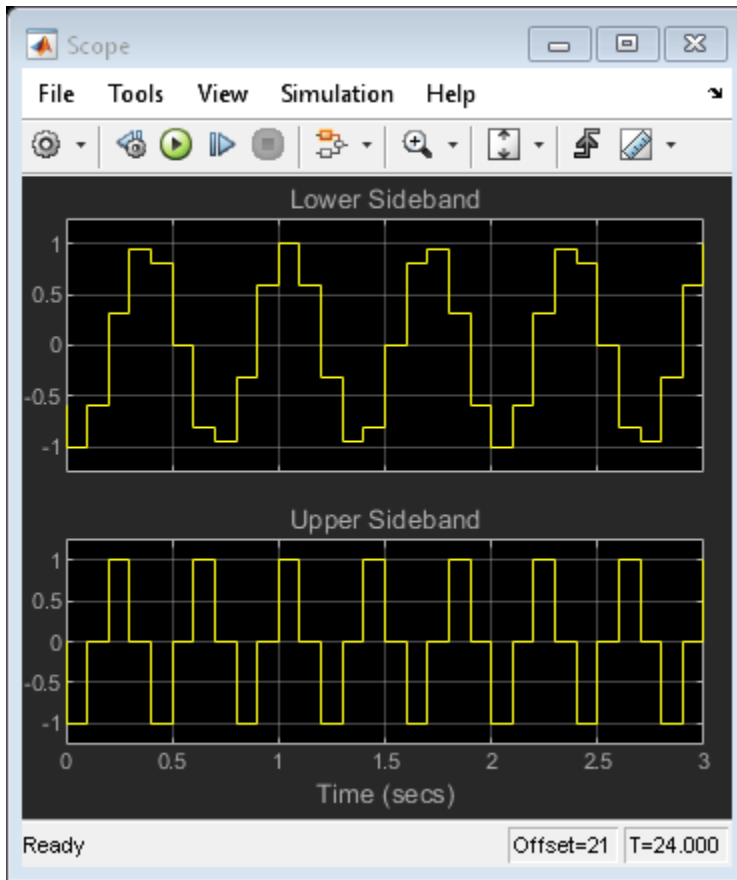 Scope
File Tools View Simulation Help
Lower Sideband
1
0.5
0
-0.5
-1
Upper Sideband
1
0.5
0
-0.5
-1
0 0.5 1 1.5 2 2.5 3
Time (secs)
Ready Offset=21 T=24.000